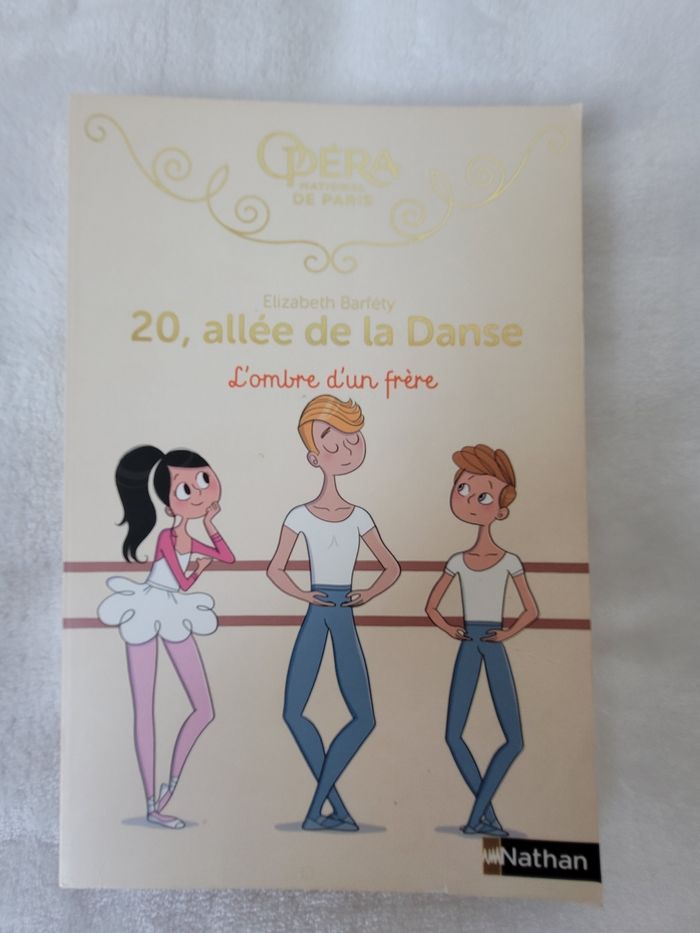 OPÉRA
NATIONAL
DE PARIS
Elizabeth Barféty
20, allée de la Danse
L'ombre d'un frère
Nathan